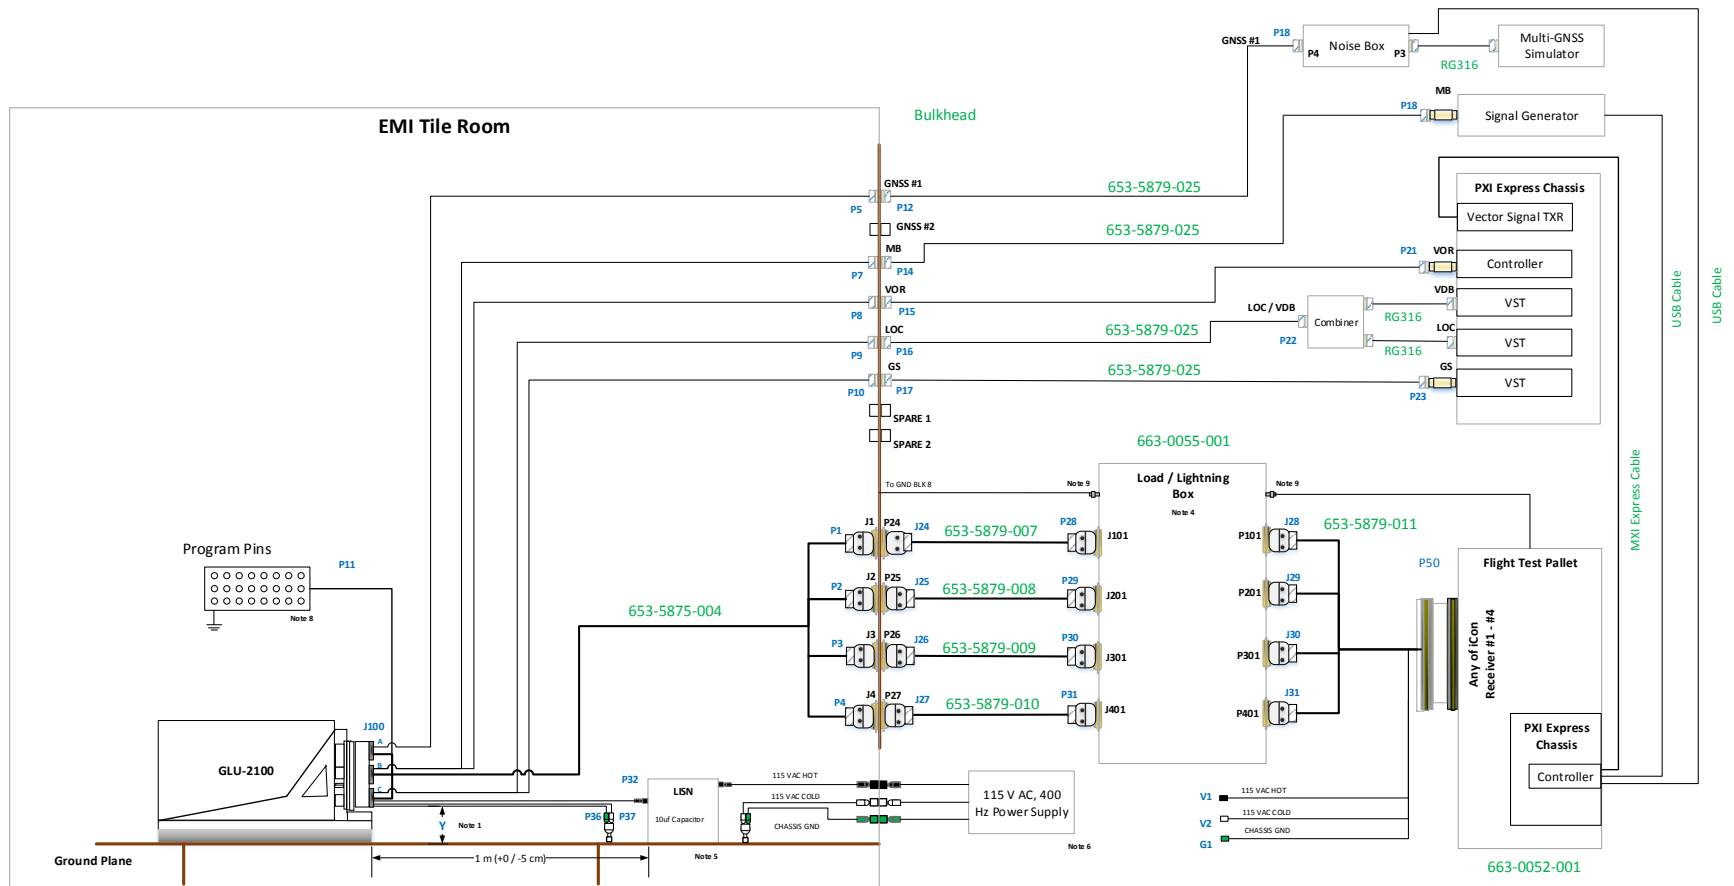 GNSS #1
P18
P4
Noise Box
P3
RG316
Multi-GNSS
Simulator
MB
P18
Signal Generator
Bulkhead
EMI Tile Room
GNSS #1
P5
P12
653-5879-025
GNSS #2
653-5879-025
MB
P7
P14
VOR
P8
P15
LOC
P9
P16
653-5879-025
GS
P10
P17
653-5879-025
SPARE 1
SPARE 2
PXI Express Chassis
Vector Signal TXR
P21
VOR
Controller
VDB
VST
LOC / VDB
Combiner
P22
RG316
RG316
LOC
VST
GS
VST
P23
USB Cable
USB Cable
MXI Express Cable
663-0055-001
To GND BLK 8
Note 9
Load / Lightning
Box
Note 4
Note 9
P1
J1
P24
J24
653-5879-007
P28
J101
P101
J28
653-5879-011
P2
J2
P25
J25
653-5879-008
P29
J201
P201
J29
P3
J3
P26
J26
653-5879-009
P30
J301
P301
J30
P4
J4
P27
J27
653-5879-010
P31
J401
P401
J31
653-5875-004
Program Pins
P11
Note 8
P50
Flight Test Pallet
Any of iCon
Receiver #1 - #4
PXI Express
Chassis
Controller
663-0052-001
J100
A
B
C
GLU-2100
P32
LISN
10uf Capacitor
P36
P37
Y
Note 1
Note 5
1 m (+0 / -5 cm)
Ground Plane
115 VAC HOT
115 VAC COLD
CHASSIS GND
115 V AC, 400
Hz Power Supply
Note 6
V1
115 VAC HOT
V2
115 VAC COLD
G1
CHASSIS GND